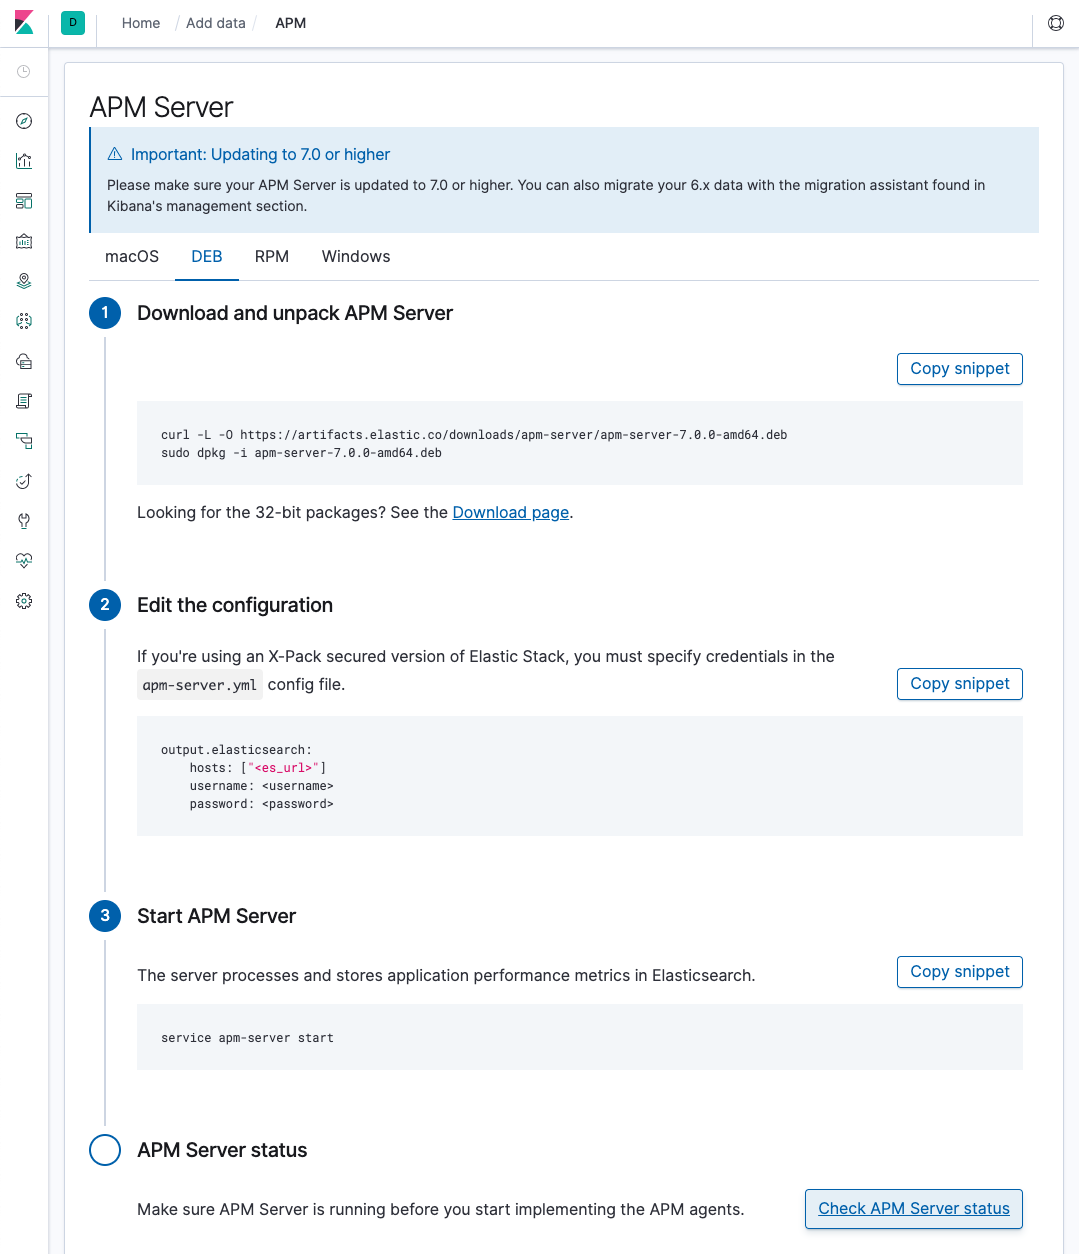 D
Home / Add data / APM
APM Server
Important: Updating to 7.0 or higher
Please make sure your APM Server is updated to 7.0 or higher. You can also migrate your 6.x data with the migration assistant found in
Kibana's management section.
macOS DEB RPM Windows
1 Download and unpack APM Server
Copy snippet
curl -L -O https://artifacts.elastic.co/downloads/apm-server/apm-server-7.0.0-amd64.deb
sudo dpkg -i apm-server-7.0.0-amd64.deb
Looking for the 32-bit packages? See the Download page.
2 Edit the configuration
If you're using an X-Pack secured version of Elastic Stack, you must specify credentials in the
apm-server.yml config file.
Copy snippet
output.elasticsearch:
    hosts: ["<es_url>"]
    username: <username>
    password: <password>
3 Start APM Server
The server processes and stores application performance metrics in Elasticsearch.
Copy snippet
service apm-server start
APM Server status
Make sure APM Server is running before you start implementing the APM agents.
Check APM Server status